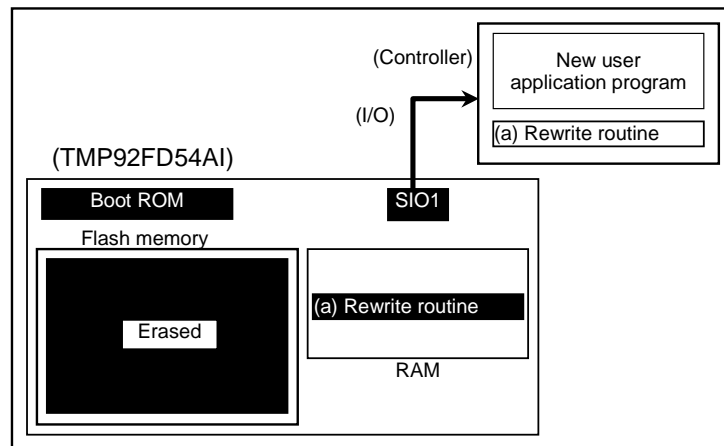 (Controller)
New user
application program
(I/O)
(a) Rewrite routine
(TMP92FD54AI)
Boot ROM
SIO1
Flash memory
(a) Rewrite routine
Erased
RAM